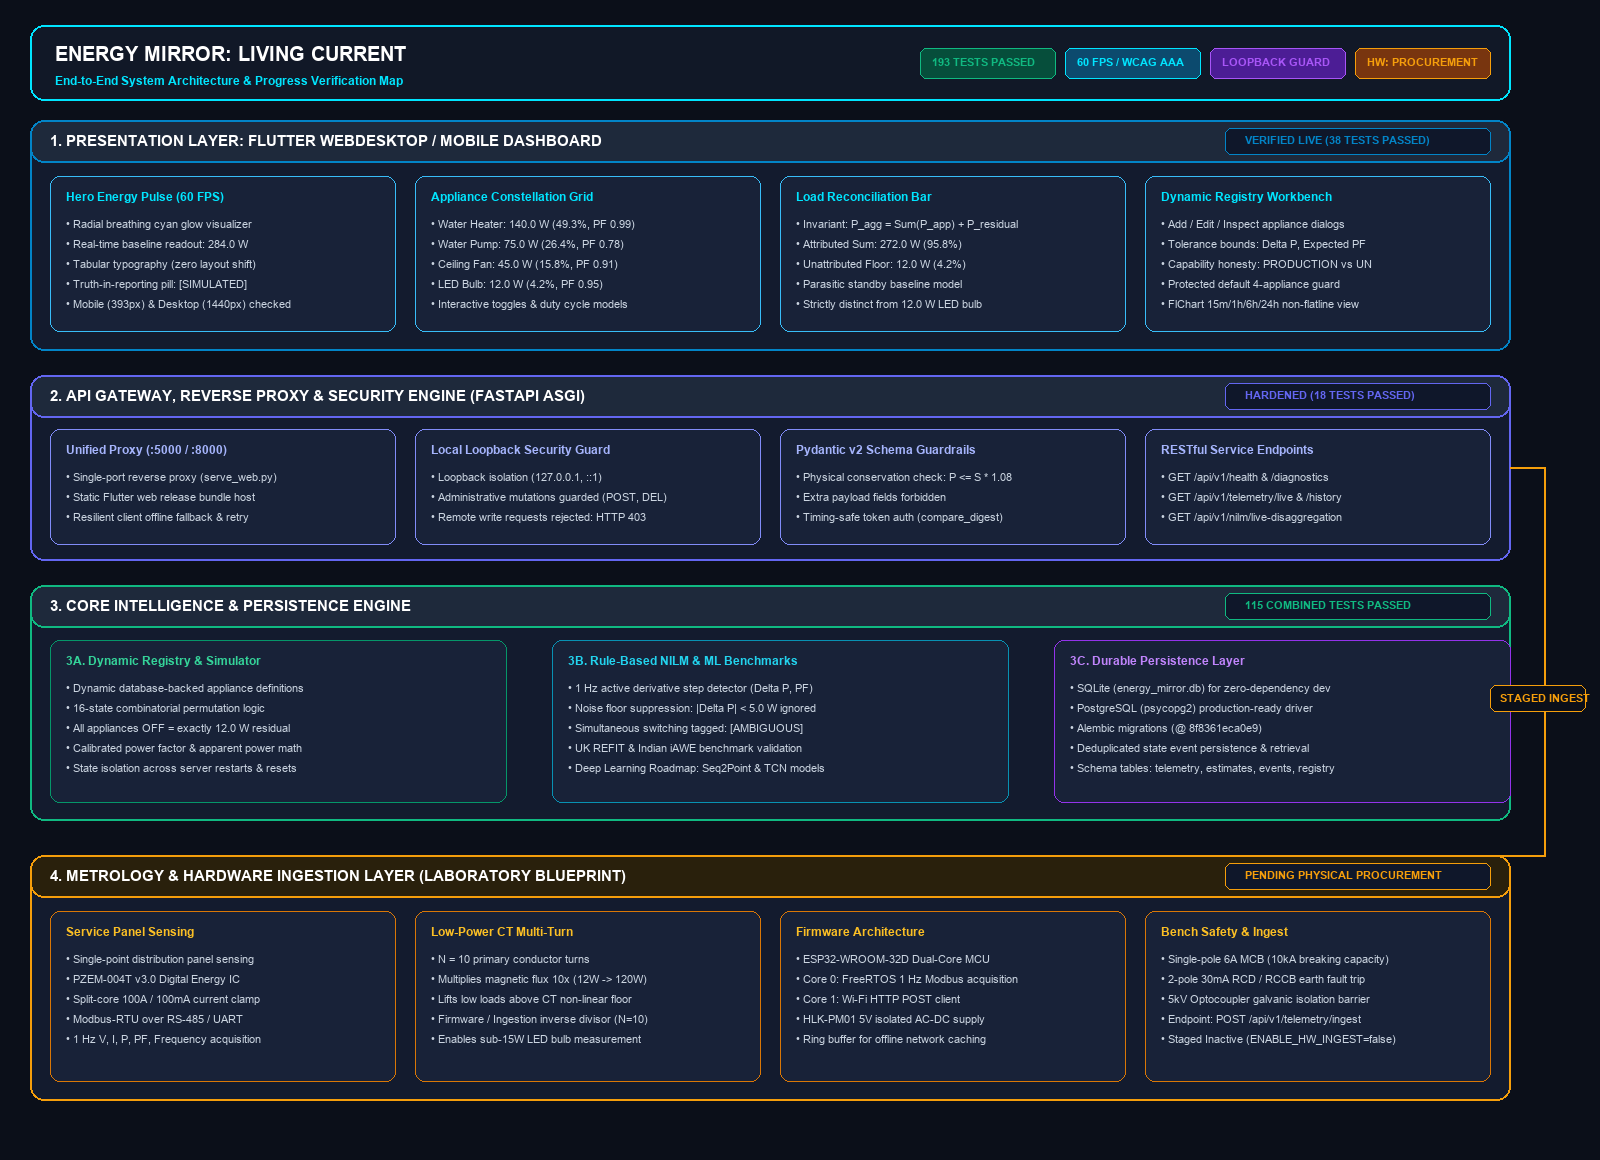 ENERGY MIRROR: LIVING CURRENT
End-to-End System Architecture & Progress Verification Map
193 TESTS PASSED
60 FPS / WCAG AAA
LOOPBACK GUARD
HW: PROCUREMENT
1. PRESENTATION LAYER: FLUTTER WEBDESKTOP / MOBILE DASHBOARD
VERIFIED LIVE (38 TESTS PASSED)
Hero Energy Pulse (60 FPS)
• Radial breathing cyan glow visualizer
• Real-time baseline readout: 284.0 W
• Tabular typography (zero layout shift)
• Truth-in-reporting pill: [SIMULATED]
• Mobile (393px) & Desktop (1440px) checked
Appliance Constellation Grid
• Water Heater: 140.0 W (49.3%, PF 0.99)
• Water Pump: 75.0 W (26.4%, PF 0.78)
• Ceiling Fan: 45.0 W (15.8%, PF 0.91)
• LED Bulb: 12.0 W (4.2%, PF 0.95)
• Interactive toggles & duty cycle models
Load Reconciliation Bar
• Invariant: P_agg = Sum(P_app) + P_residual
• Attributed Sum: 272.0 W (95.8%)
• Unattributed Floor: 12.0 W (4.2%)
• Parasitic standby baseline model
• Strictly distinct from 12.0 W LED bulb
Dynamic Registry Workbench
• Add / Edit / Inspect appliance dialogs
• Tolerance bounds: Delta P, Expected PF
• Capability honesty: PRODUCTION vs UN
• Protected default 4-appliance guard
• FlChart 15m/1h/6h/24h non-flatline view
2. API GATEWAY, REVERSE PROXY & SECURITY ENGINE (FASTAPI ASGI)
HARDENED (18 TESTS PASSED)
Unified Proxy (:5000 / :8000)
• Single-port reverse proxy (serve_web.py)
• Static Flutter web release bundle host
• Resilient client offline fallback & retry
Local Loopback Security Guard
• Loopback isolation (127.0.0.1, ::1)
• Administrative mutations guarded (POST, DEL)
• Remote write requests rejected: HTTP 403
Pydantic v2 Schema Guardrails
• Physical conservation check: P <= S * 1.08
• Extra payload fields forbidden
• Timing-safe token auth (compare_digest)
RESTful Service Endpoints
• GET /api/v1/health & /diagnostics
• GET /api/v1/telemetry/live & /history
• GET /api/v1/nilm/live-disaggregation
3. CORE INTELLIGENCE & PERSISTENCE ENGINE
115 COMBINED TESTS PASSED
3A. Dynamic Registry & Simulator
• Dynamic database-backed appliance definitions
• 16-state combinatorial permutation logic
• All appliances OFF = exactly 12.0 W residual
• Calibrated power factor & apparent power math
• State isolation across server restarts & resets
3B. Rule-Based NILM & ML Benchmarks
• 1 Hz active derivative step detector (Delta P, PF)
• Noise floor suppression: |Delta P| < 5.0 W ignored
• Simultaneous switching tagged: [AMBIGUOUS]
• UK REFIT & Indian iAWE benchmark validation
• Deep Learning Roadmap: Seq2Point & TCN models
3C. Durable Persistence Layer
• SQLite (energy_mirror.db) for zero-dependency dev
• PostgreSQL (psycopg2) production-ready driver
• Alembic migrations (@ 8f8361eca0e9)
• Deduplicated state event persistence & retrieval
• Schema tables: telemetry, estimates, events, registry
STAGED INGEST
4. METROLOGY & HARDWARE INGESTION LAYER (LABORATORY BLUEPRINT)
PENDING PHYSICAL PROCUREMENT
Service Panel Sensing
• Single-point distribution panel sensing
• PZEM-004T v3.0 Digital Energy IC
• Split-core 100A / 100mA current clamp
• Modbus-RTU over RS-485 / UART
• 1 Hz V, I, P, PF, Frequency acquisition
Low-Power CT Multi-Turn
• N = 10 primary conductor turns
• Multiplies magnetic flux 10x (12W -> 120W)
• Lifts low loads above CT non-linear floor
• Firmware / Ingestion inverse divisor (N=10)
• Enables sub-15W LED bulb measurement
Firmware Architecture
• ESP32-WROOM-32D Dual-Core MCU
• Core 0: FreeRTOS 1 Hz Modbus acquisition
• Core 1: Wi-Fi HTTP POST client
• HLK-PM01 5V isolated AC-DC supply
• Ring buffer for offline network caching
Bench Safety & Ingest
• Single-pole 6A MCB (10kA breaking capacity)
• 2-pole 30mA RCD / RCCB earth fault trip
• 5kV Optocoupler galvanic isolation barrier
• Endpoint: POST /api/v1/telemetry/ingest
• Staged Inactive (ENABLE_HW_INGEST=false)